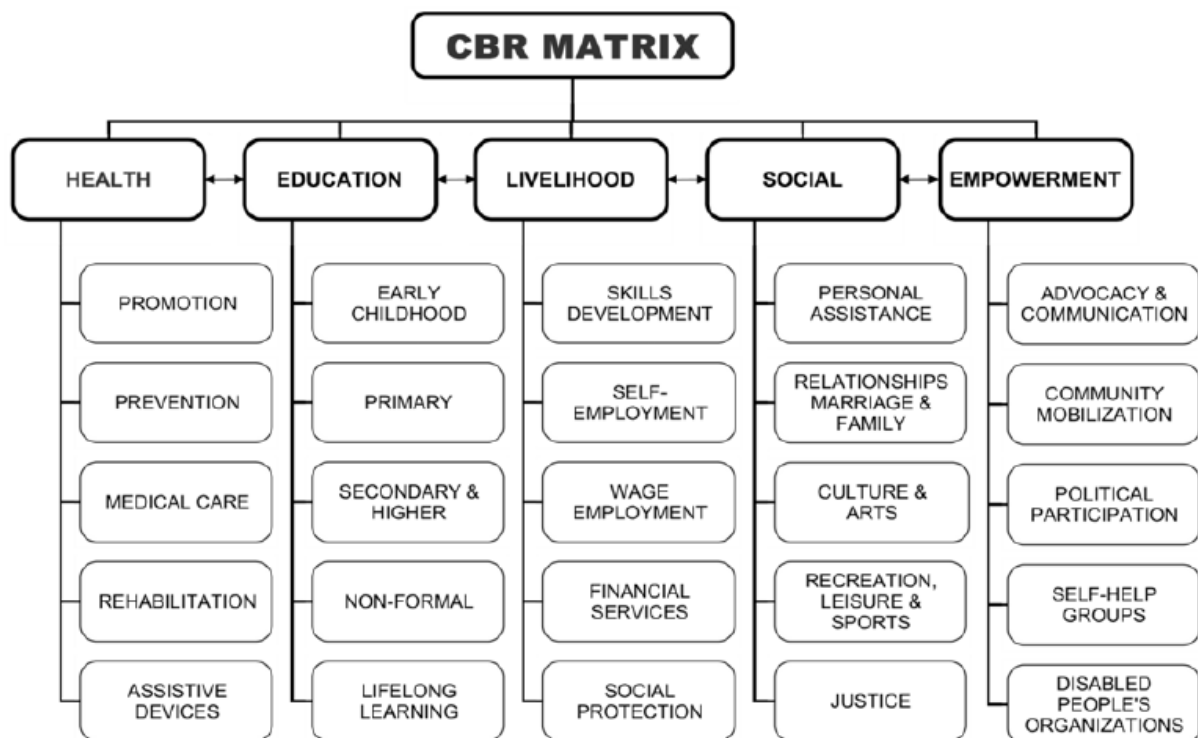 CBR MATRIX
HEALTH
EDUCATION
LIVELIHOOD
SOCIAL
EMPOWERMENT
PROMOTION
PREVENTION
MEDICAL CARE
REHABILITATION
ASSISTIVE
DEVICES
EARLY
CHILDHOOD
PRIMARY
SECONDARY &
HIGHER
NON-FORMAL
LIFELONG
LEARNING
SKILLS
DEVELOPMENT
SELF-
EMPLOYMENT
WAGE
EMPLOYMENT
FINANCIAL
SERVICES
SOCIAL
PROTECTION
PERSONAL
ASSISTANCE
RELATIONSHIPS
MARRIAGE &
FAMILY
CULTURE &
ARTS
RECREATION,
LEISURE &
SPORTS
JUSTICE
ADVOCACY &
COMMUNICATION
COMMUNITY
MOBILIZATION
POLITICAL
PARTICIPATION
SELF-HELP
GROUPS
DISABLED
PEOPLE'S
ORGANIZATIONS